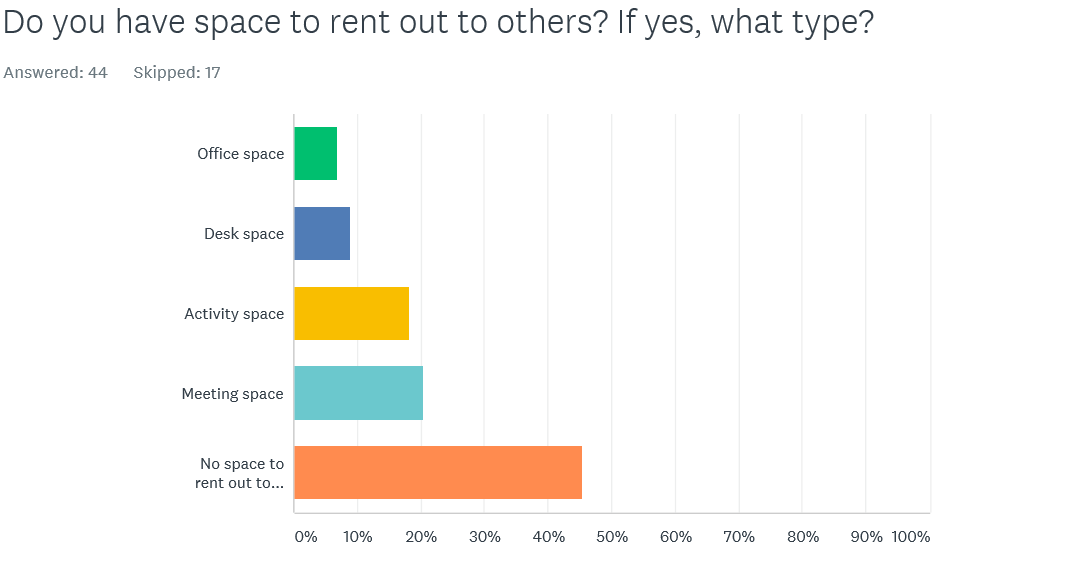 Do you have space to rent out to others? If yes, what type?
Answered: 44 Skipped: 17
Office space
Desk space
Activity space
Meeting space
No space to
rent out to...
0% 10% 20% 30% 40% 50% 60% 70% 80% 90% 100%